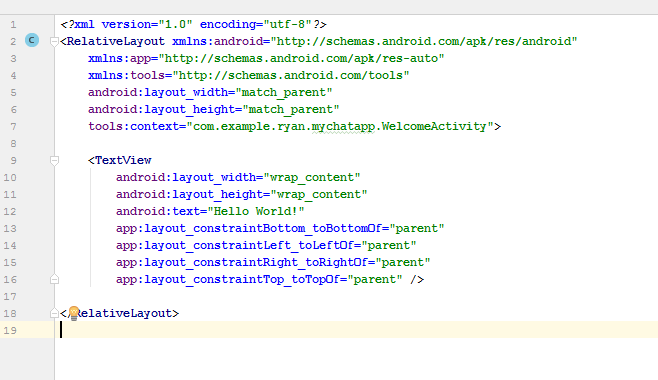 1 <?xml version="1.0" encoding="utf-8"?>
2 C <RelativeLayout xmlns:android="http://schemas.android.com/apk/res/android"
3 xmlns:app="http://schemas.android.com/apk/res-auto"
4 xmlns:tools="http://schemas.android.com/tools"
5 android:layout_width="match_parent"
6 android:layout_height="match_parent"
7 tools:context="com.example.ryan.mychatapp.WelcomeActivity">
8
9 <TextView
10 android:layout_width="wrap_content"
11 android:layout_height="wrap_content"
12 android:text="Hello World!"
13 app:layout_constraintBottom_toBottomOf="parent"
14 app:layout_constraintLeft_toLeftOf="parent"
15 app:layout_constraintRight_toRightOf="parent"
16 app:layout_constraintTop_toTopOf="parent" />
17
18 </RelativeLayout>
19